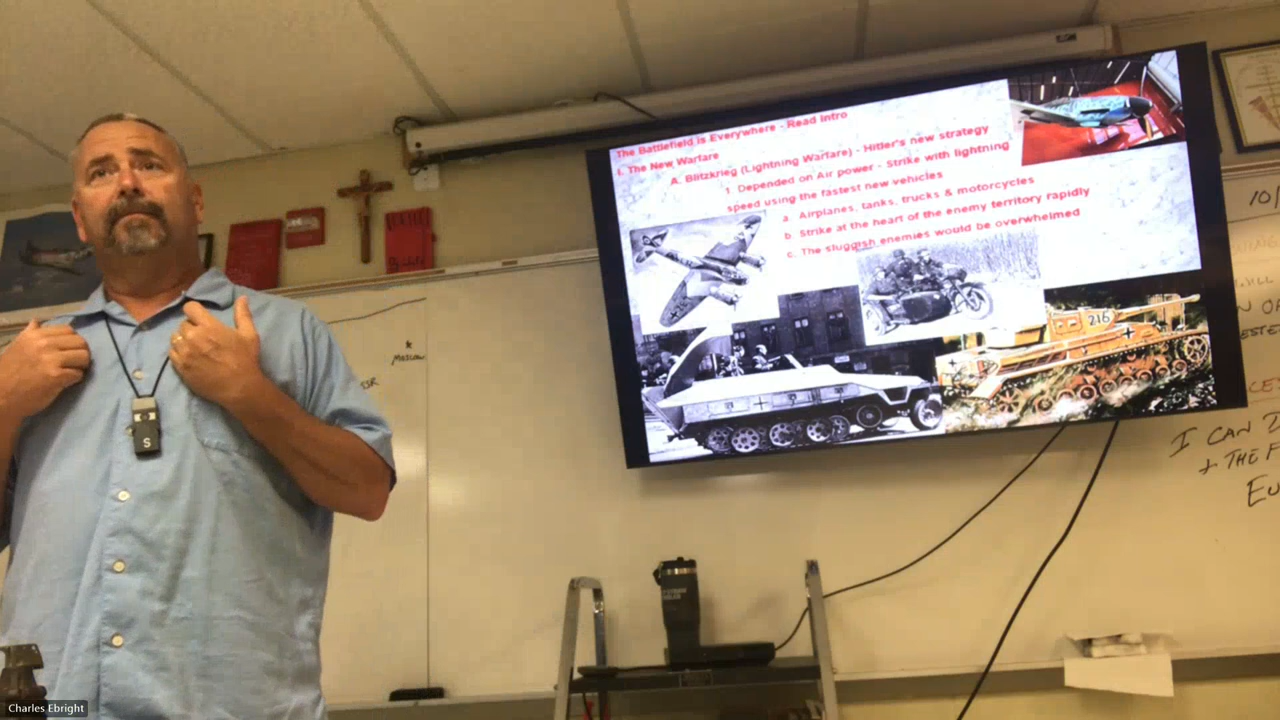 The Battlefield is Everywhere - Read Intro
I. The New Warfare
A. Blitzkrieg (Lightning Warfare) - Hitler's new strategy
1. Depended on Air power - Strike with lightning
speed using the fastest new vehicles
a. Airplanes, tanks, trucks & motorcycles
b. Strike at the heart of the enemy territory rapidly
c. The sluggish enemies would be overwhelmed
216
Moscow
S
10/
I CAN
+ THE F
Charles Ebright